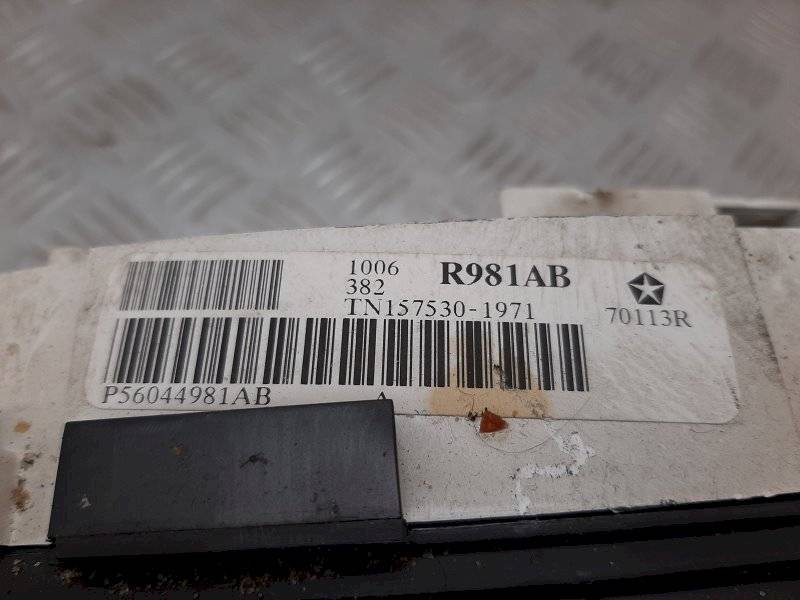 1006 R981AB
382
TN157530-1971
70113R
P56044981AB A